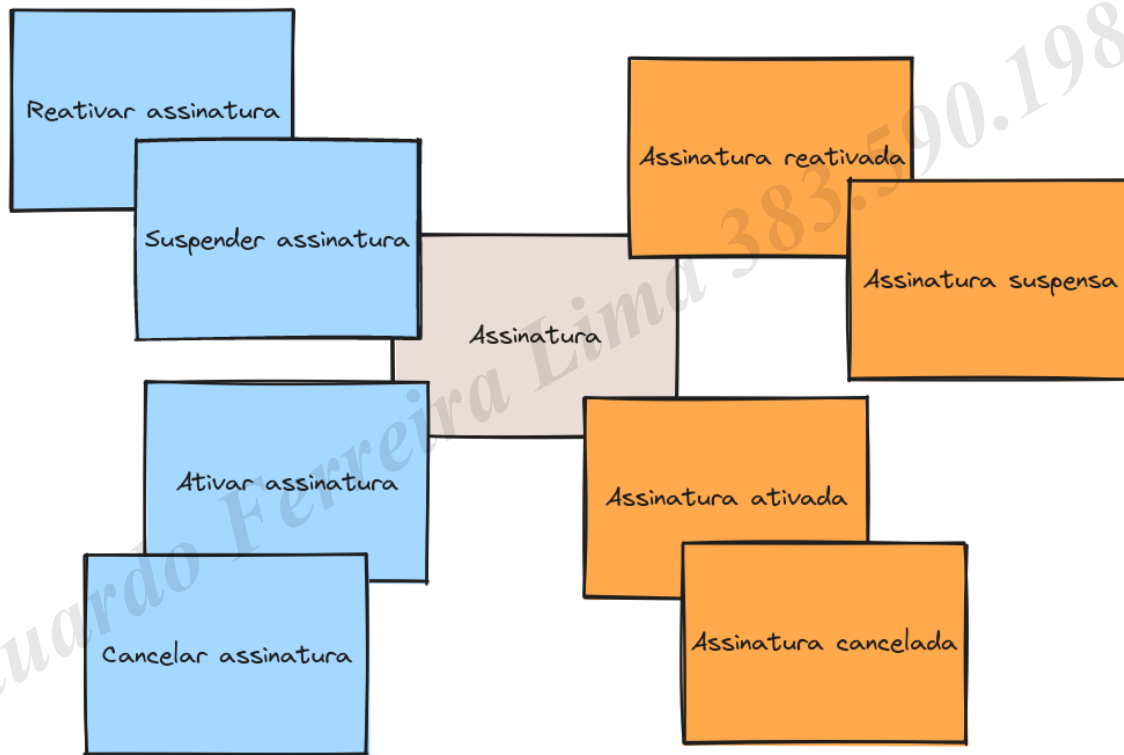 Reativar assinatura
Suspender assinatura
Assinatura reativada
Assinatura suspensa
Assinatura
Ativar assinatura
Cancelar assinatura
Assinatura ativada
Assinatura cancelada
uardo Ferreira Lima 383.590.198